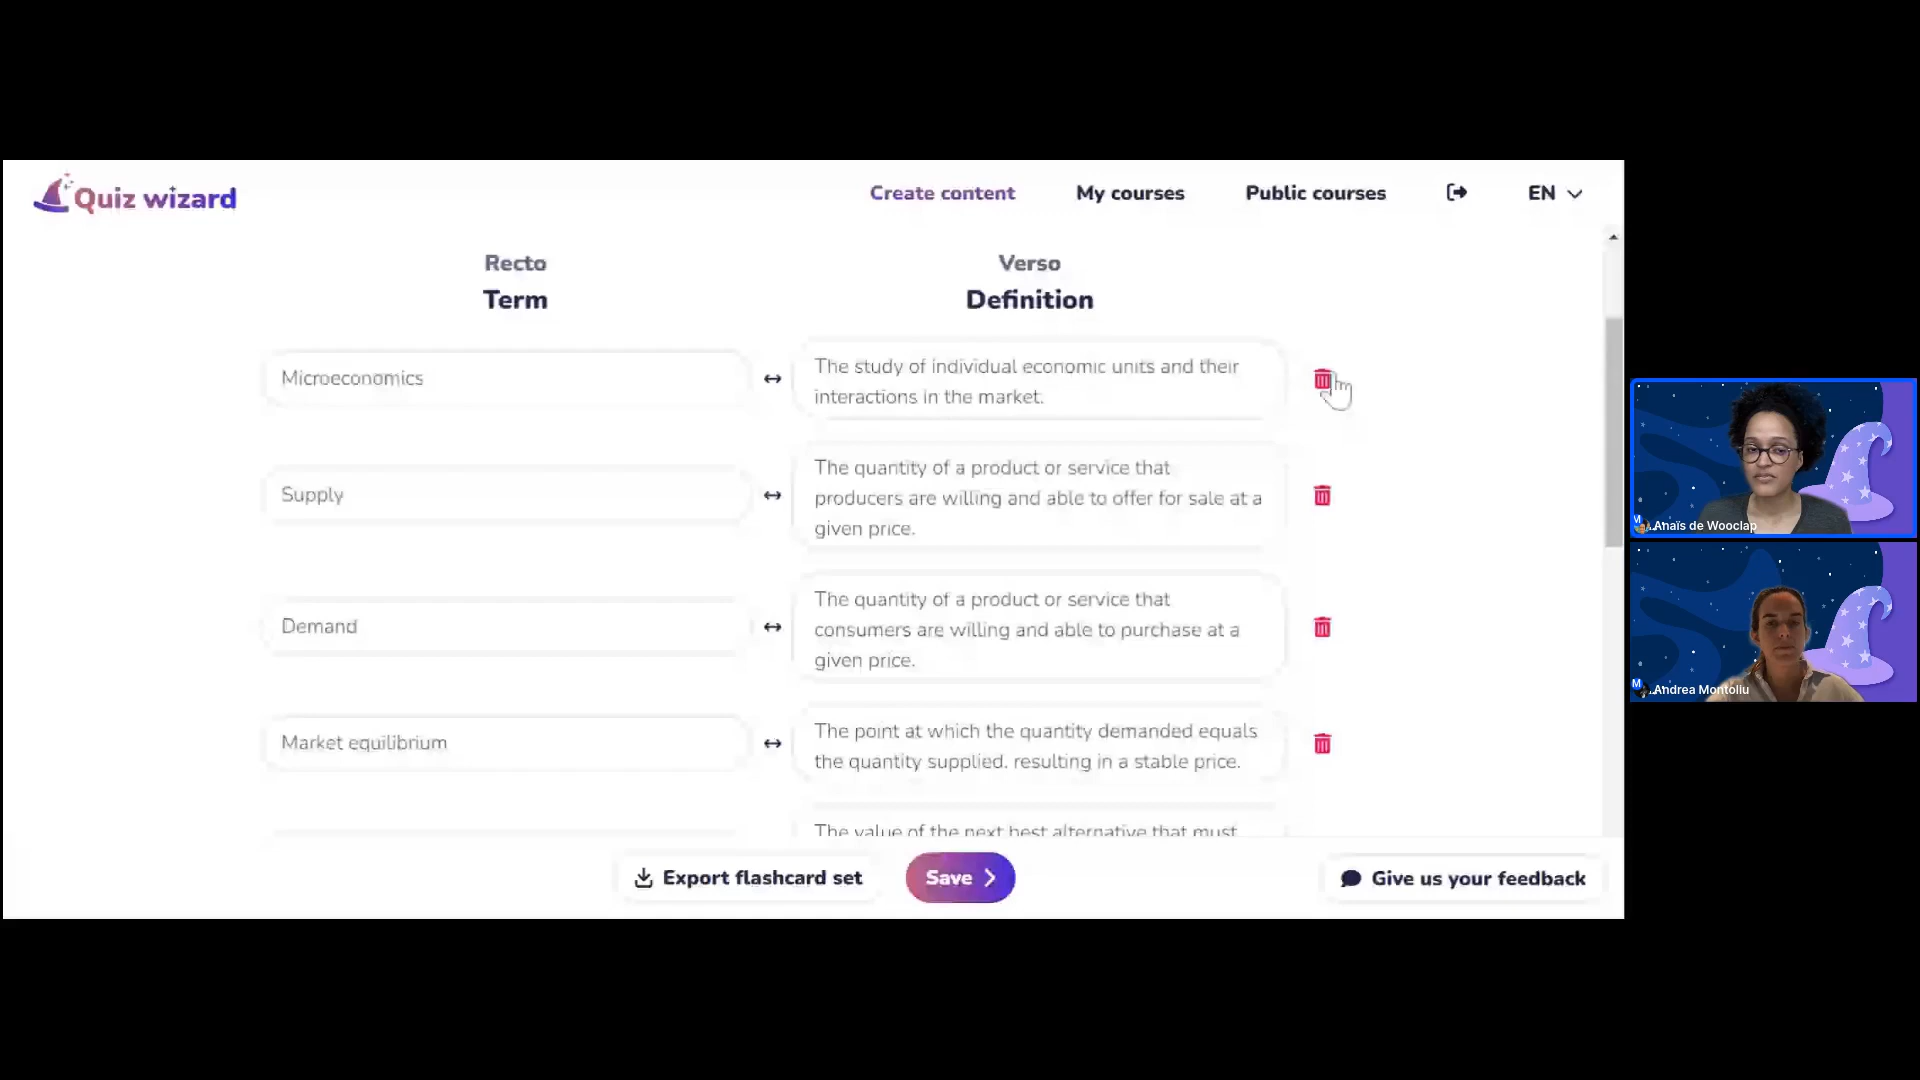 Quiz wizard
Create content
My courses
Public courses
EN
Recto
Verso
Term
Definition
Microeconomics
The study of individual economic units and their
interactions in the market.
Supply
The quantity of a product or service that
producers are willing and able to offer for sale at a
given price.
Demand
The quantity of a product or service that
consumers are willing and able to purchase at a
given price.
Market equilibrium
The point at which the quantity demanded equals
the quantity supplied. resulting in a stable price.
The value of the next best alternative that must
Export flashcard set
Save
Give us your feedback
Anaïs de Wooclap
Andrea Montoliu